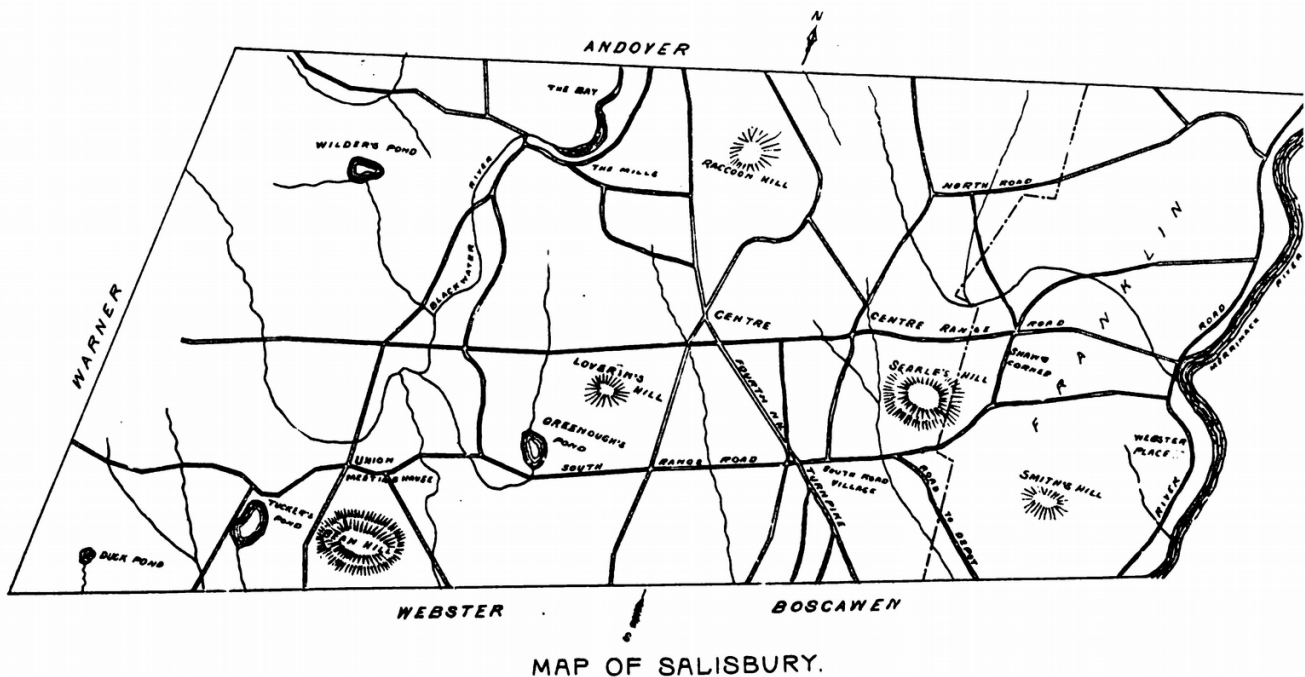 N
ANDOVER
THE BAY
WILDER'S POND
RIVER
THE MILLS
RACCOON HILL
NORTH ROAD
FRANKLIN
BLACKWATER
WARNER
CENTRE
CENTRE RANGE ROAD
ROAD
MERRIMACK RIVER
LOVERIN'S HILL
FOURTH N.H.
SEARLE'S HILL
SHAW'S CORNER
GREENOUGH'S POND
UNION
MEETING HOUSE
SOUTH RANGE ROAD
SOUTH ROAD VILLAGE
TURNPIKE
ROAD TO DEPOT
WEBSTER PLACE
SMITH'S HILL
RIVER
TUCKER'S POND
HILL
DUCK POND
WEBSTER
BOSCAWEN
S
MAP OF SALISBURY.